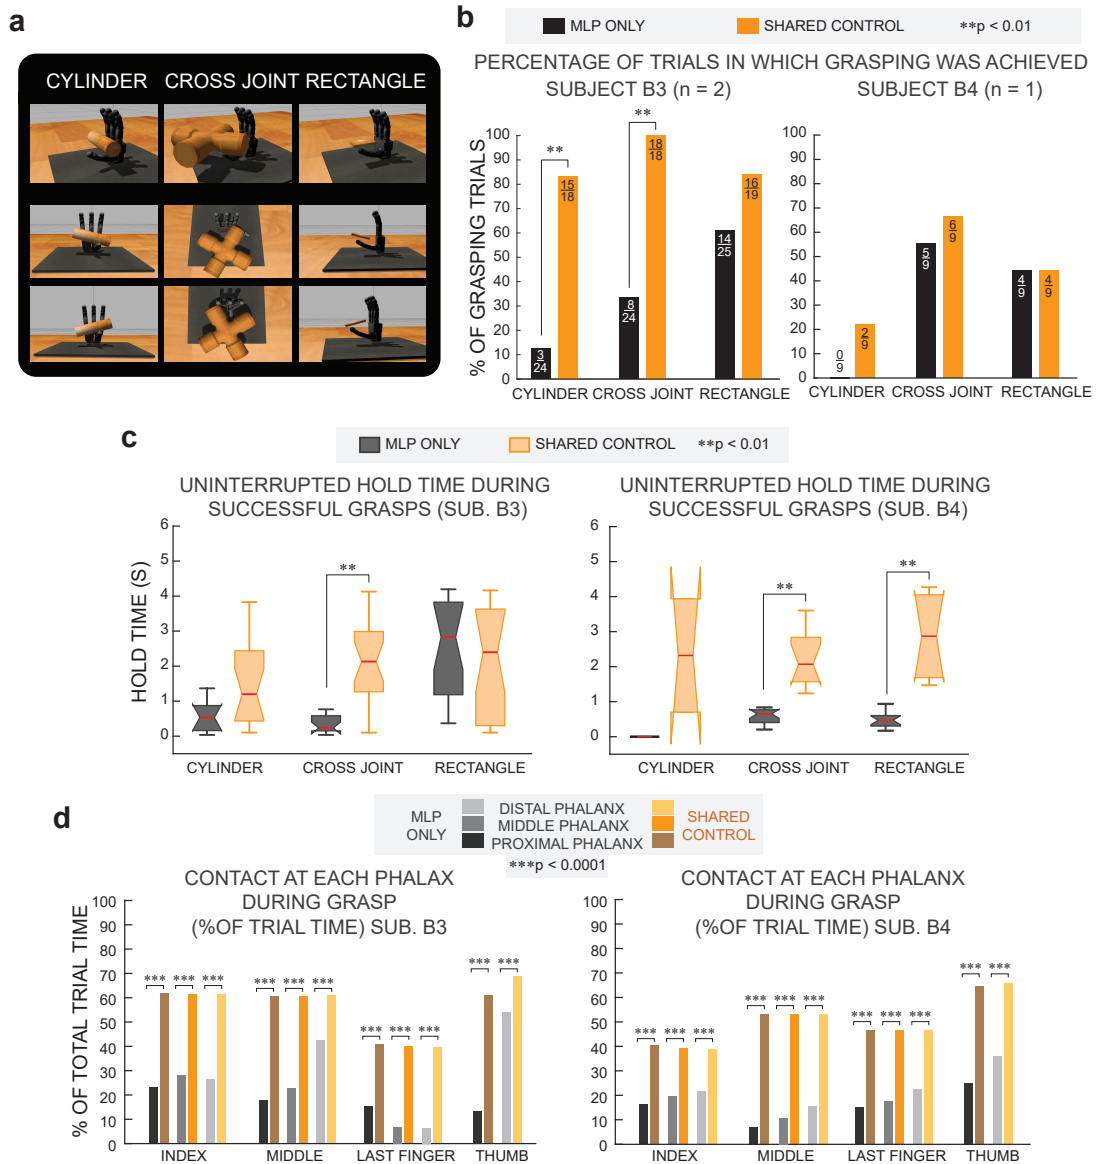 a
CYLINDER CROSS JOINT RECTANGLE
b
MLP ONLY SHARED CONTROL **p < 0.01
PERCENTAGE OF TRIALS IN WHICH GRASPING WAS ACHIEVED
SUBJECT B3 (n = 2) SUBJECT B4 (n = 1)
% OF GRASPING TRIALS
100
90
80
70
60
50
40
30
20
10
0
** **
3/24 15/18 8/24 18/18 14/25 16/19
CYLINDER CROSS JOINT RECTANGLE
100
90
80
70
60
50
40
30
20
10
0
0/9 2/9 5/9 6/9 4/9 4/9
CYLINDER CROSS JOINT RECTANGLE
c
MLP ONLY SHARED CONTROL **p < 0.01
UNINTERRUPTED HOLD TIME DURING
SUCCESSFUL GRASPS (SUB. B3)
HOLD TIME (S)
6
5
4
3
2
1
0
**
CYLINDER CROSS JOINT RECTANGLE
UNINTERRUPTED HOLD TIME DURING
SUCCESSFUL GRASPS (SUB. B4)
6
5
4
3
2
1
0
** **
CYLINDER CROSS JOINT RECTANGLE
d
MLP ONLY
DISTAL PHALANX
MIDDLE PHALANX
PROXIMAL PHALANX
SHARED CONTROL
***p < 0.0001
CONTACT AT EACH PHALAX
DURING GRASP
(%OF TRIAL TIME) SUB. B3
% OF TOTAL TRIAL TIME
100
90
80
70
60
50
40
30
20
10
0
*** *** *** *** *** *** *** *** *** *** ***
INDEX MIDDLE LAST FINGER THUMB
CONTACT AT EACH PHALANX
DURING GRASP
(%OF TRIAL TIME) SUB. B4
100
90
80
70
60
50
40
30
20
10
0
*** *** *** *** *** *** *** *** *** *** ***
INDEX MIDDLE LAST FINGER THUMB